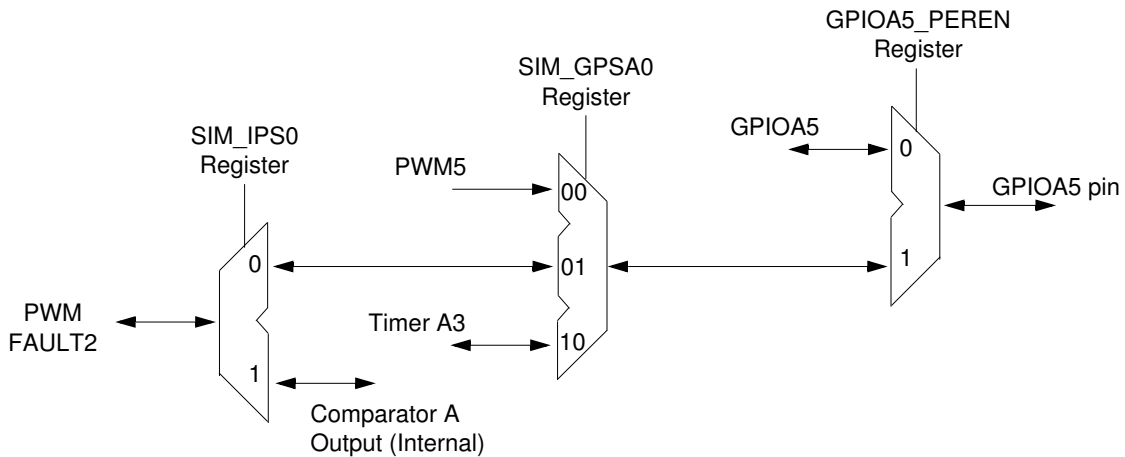 GPIOA5_PEREN
Register
SIM_GPSA0
Register
SIM_IPS0
Register
GPIOA5
0
PWM5
00
GPIOA5 pin
0
01
1
PWM
FAULT2
Timer A3
10
1
Comparator A
Output (Internal)